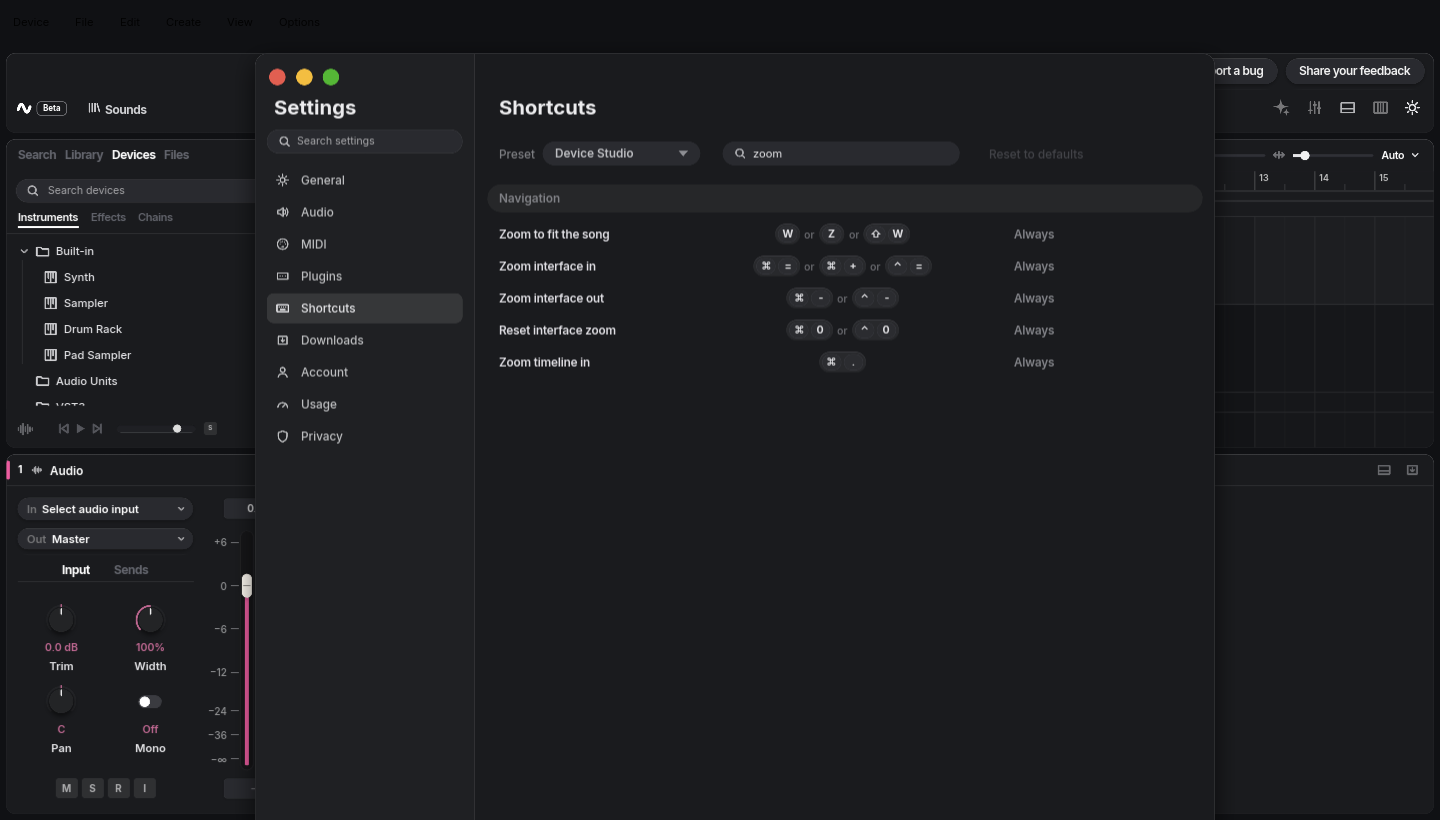 Device File Edit Create View Options
ort a bug
Share your feedback
Beta
Sounds
Search Library Devices Files
Search devices
Instruments Effects Chains
Built-in
Synth
Sampler
Drum Rack
Pad Sampler
Audio Units
VST3
S
1 Audio
In Select audio input
Out Master
Input Sends
0.0 dB 100%
Trim Width
C Off
Pan Mono
M S R I
0.
+6
0
−6
−12
−24
−36
−∞
Settings
Search settings
General
Audio
MIDI
Plugins
Shortcuts
Downloads
Account
Usage
Privacy
Shortcuts
Preset Device Studio
zoom
Reset to defaults
Navigation
Zoom to fit the song W or Z or ⇧ W Always
Zoom interface in ⌘ = or ⌘ + or ^ = Always
Zoom interface out ⌘ - or ^ - Always
Reset interface zoom ⌘ 0 or ^ 0 Always
Zoom timeline in ⌘ . Always
Auto
13 14 15